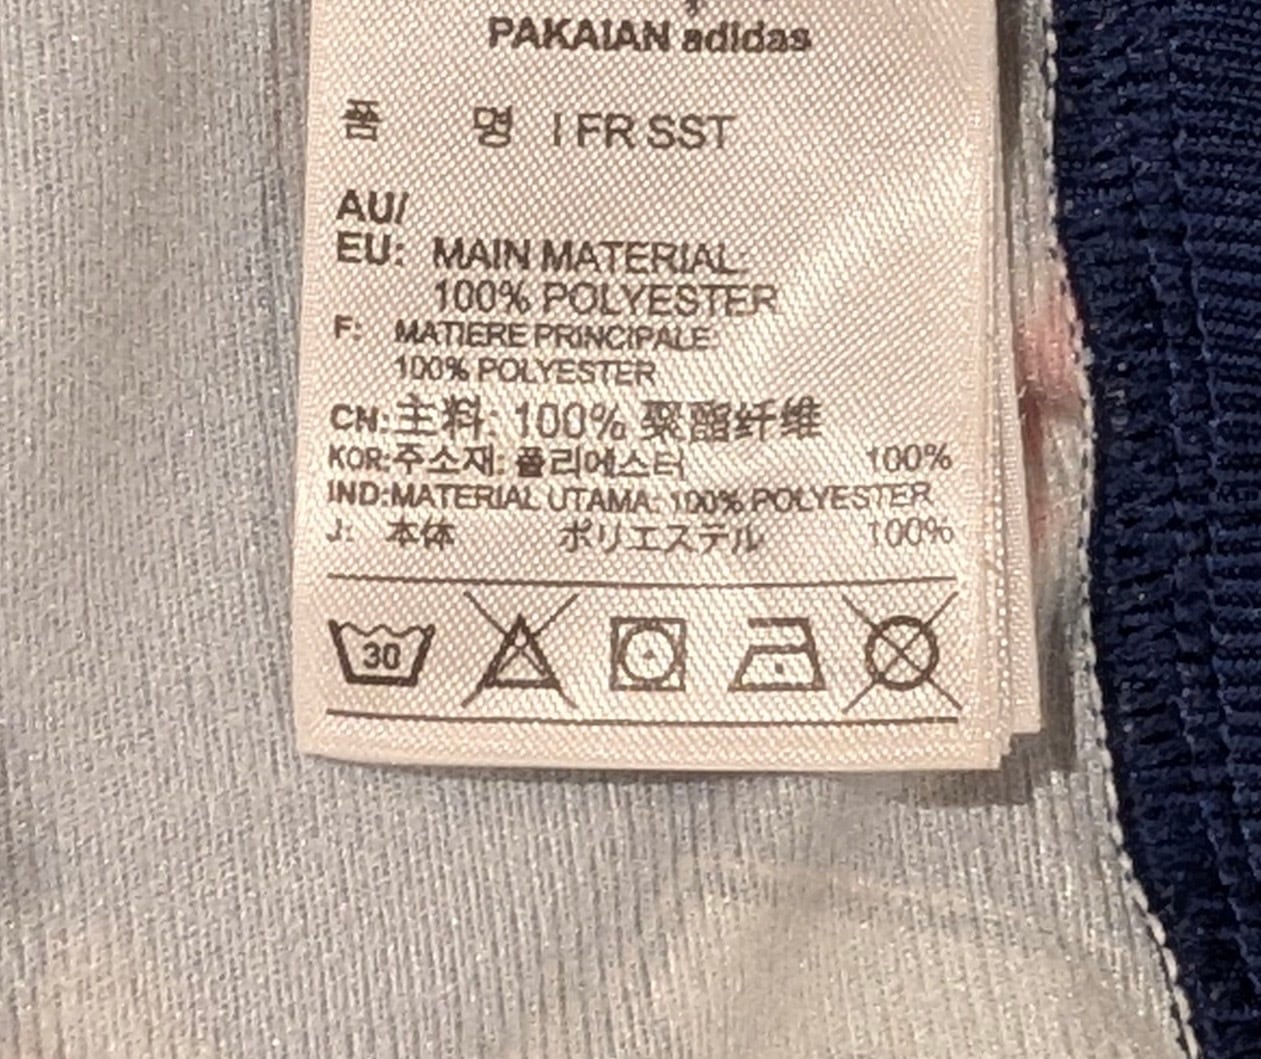 PAKAIAN adidas
품 명 I FR SST
AU/
EU: MAIN MATERIAL:
100% POLYESTER
F: MATIERE PRINCIPALE:
100% POLYESTER
CN:主料: 100% 聚酯纤维
KOR:주소재: 폴리에스터 100%
IND:MATERIAL UTAMA: 100% POLYESTER
J: 本体 ポリエステル 100%
30